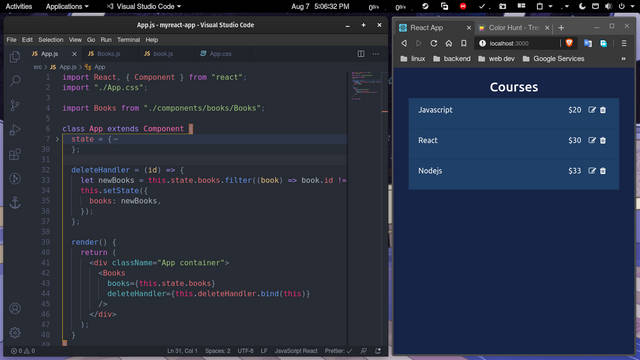 Activities
Applications
Visual Studio Code
Aug 7 5:06:32 PM
App.js - myreact-app - Visual Studio Code
File Edit Selection View Go Run Terminal Help
App.js
Books.js
book.js
App.css
src > App.js > App
1 import React, { Component } from "react";
2 import "./App.css";
3
4 import Books from "./components/books/Books";
5
6 class App extends Component {
7 state = {
30 };
31
32 deleteHandler = (id) => {
33 let newBooks = this.state.books.filter((book) => book.id !=
34 this.setState({
35 books: newBooks,
36 });
37 };
38
39 render() {
40 return (
41 <div className="App container">
42 <Books
43 books={this.state.books}
44 deleteHandler={this.deleteHandler.bind(this)}
45 />
46 </div>
47 );
48 }
0 0
Ln 31, Col 1
Spaces: 2
UTF-8
LF
JavaScript React
Prettier: ✓
React App
Color Hunt - Tre
localhost:3000
linux
backend
web dev
Google Services
Courses
Javascript $20
React $30
Nodejs $33